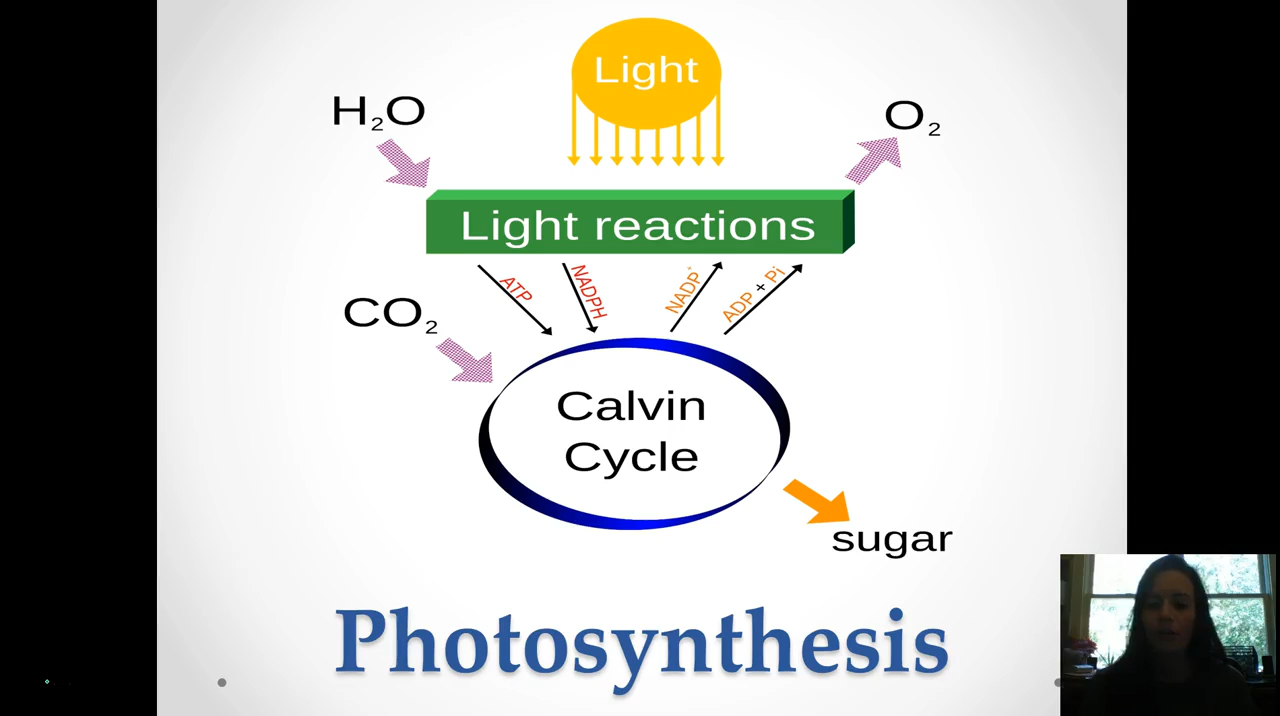 Light
H₂O
O₂
Light reactions
ATP
NADPH
NADP⁺
ADP + Pi
CO₂
Calvin
Cycle
sugar
Photosynthesis